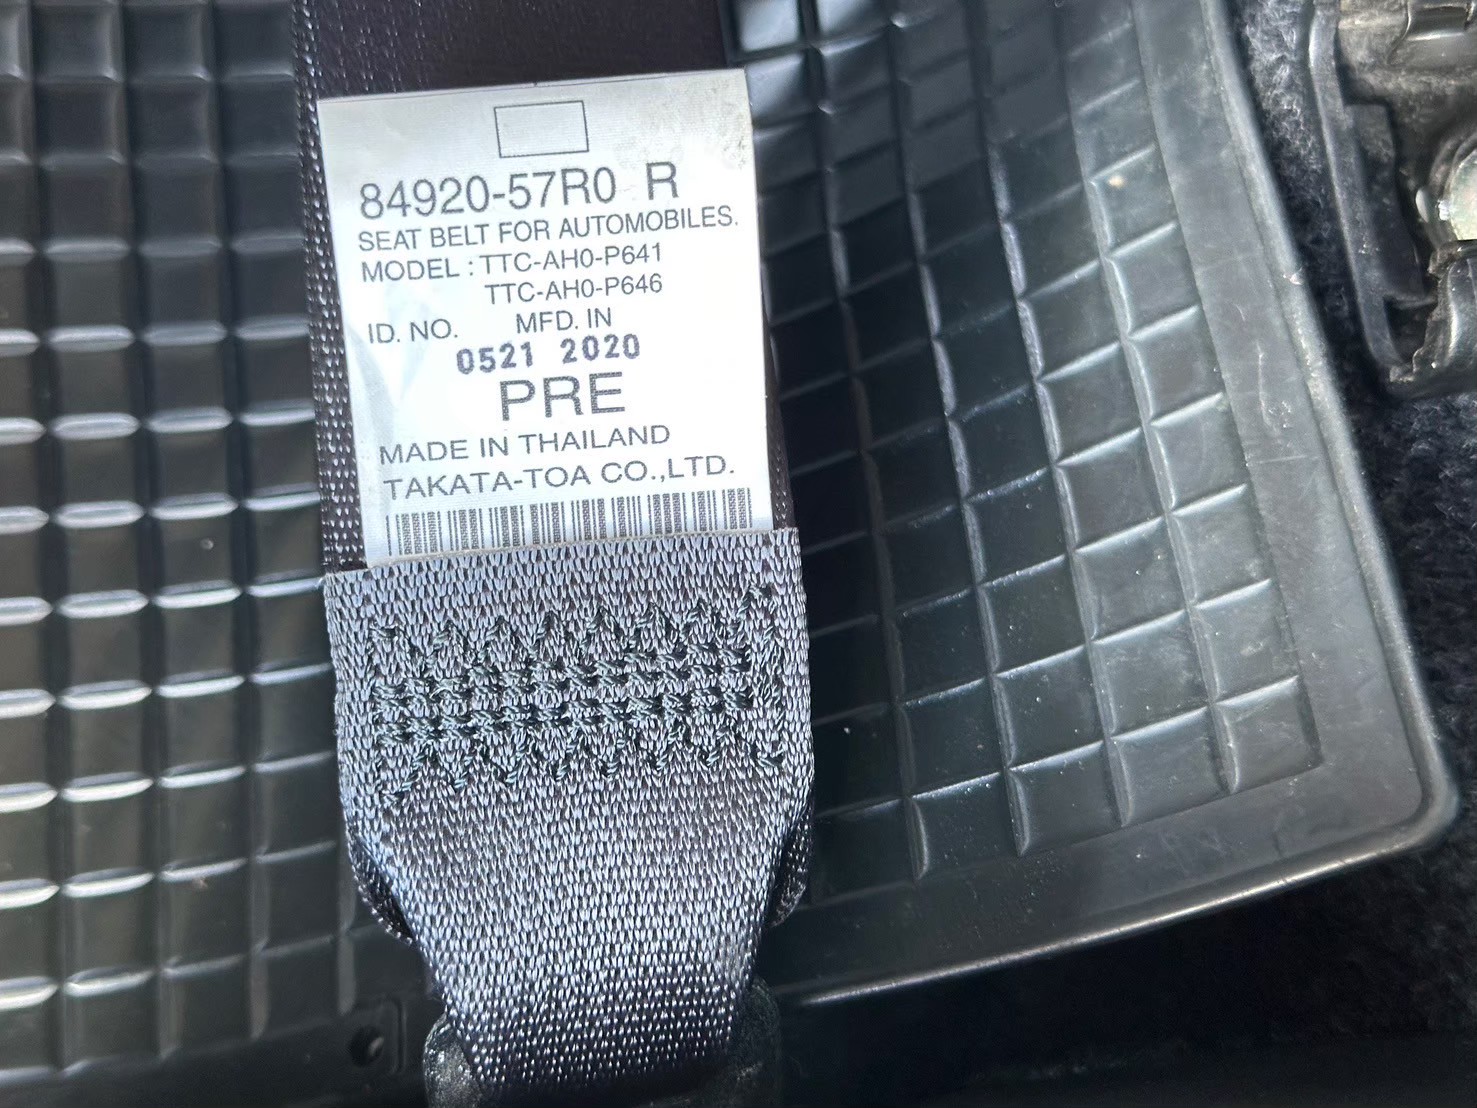 84920-57R0 R
SEAT BELT FOR AUTOMOBILES.
MODEL : TTC-AH0-P641
TTC-AH0-P646
ID. NO. MFD. IN
0521 2020
PRE
MADE IN THAILAND
TAKATA-TOA CO.,LTD.